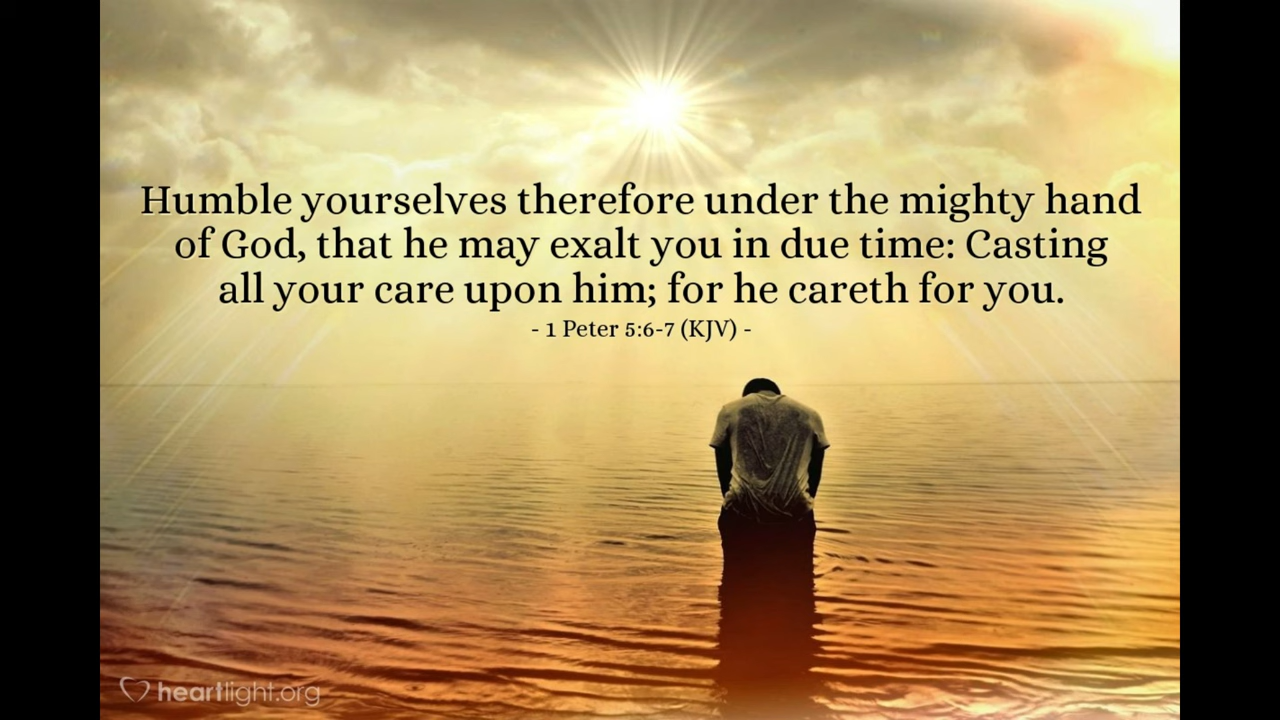 Humble yourselves therefore under the mighty hand
of God, that he may exalt you in due time: Casting
all your care upon him; for he careth for you.
- 1 Peter 5:6-7 (KJV) -
heartlight.org